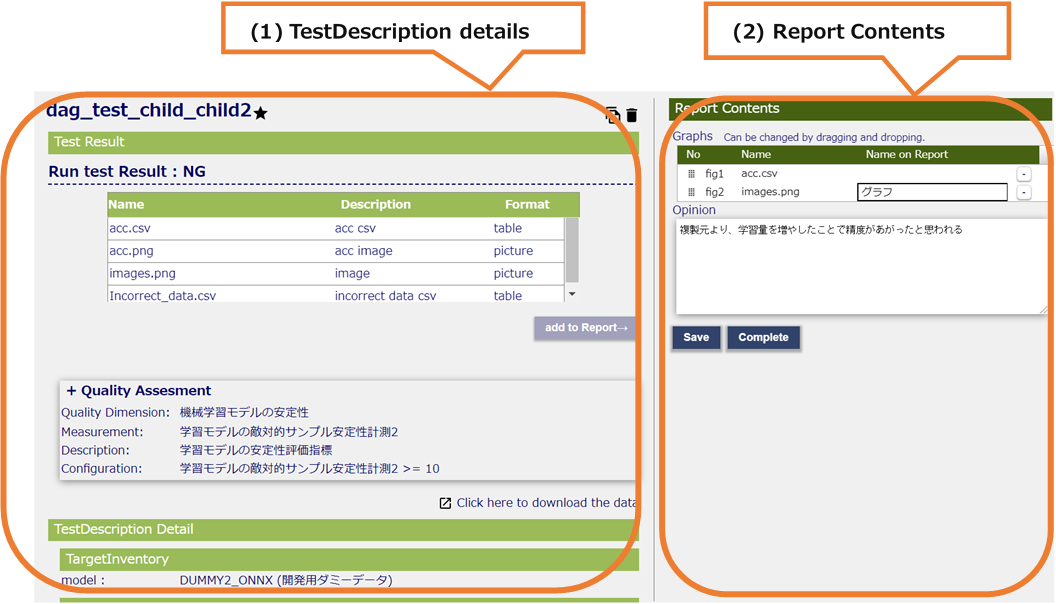 (1) TestDescription details
(2) Report Contents
dag_test_child_child2★
Test Result
Run test Result : NG
Name Description Format
acc.csv acc csv table
acc.png acc image picture
images.png image picture
Incorrect_data.csv incorrect data csv table
add to Report→
+ Quality Assesment
Quality Dimension: 機械学習モデルの安定性
Measurement: 学習モデルの敵対的サンプル安定性計測2
Description: 学習モデルの安定性評価指標
Configuration: 学習モデルの敵対的サンプル安定性計測2 >= 10
Click here to download the data
TestDescription Detail
TargetInventory
model : DUMMY2_ONNX (開発用ダミーデータ)
Report Contents
Graphs Can be changed by dragging and dropping.
No Name Name on Report
fig1 acc.csv -
fig2 images.png グラフ -
Opinion
複製元より、学習量を増やしたことで精度があがったと思われる
Save Complete